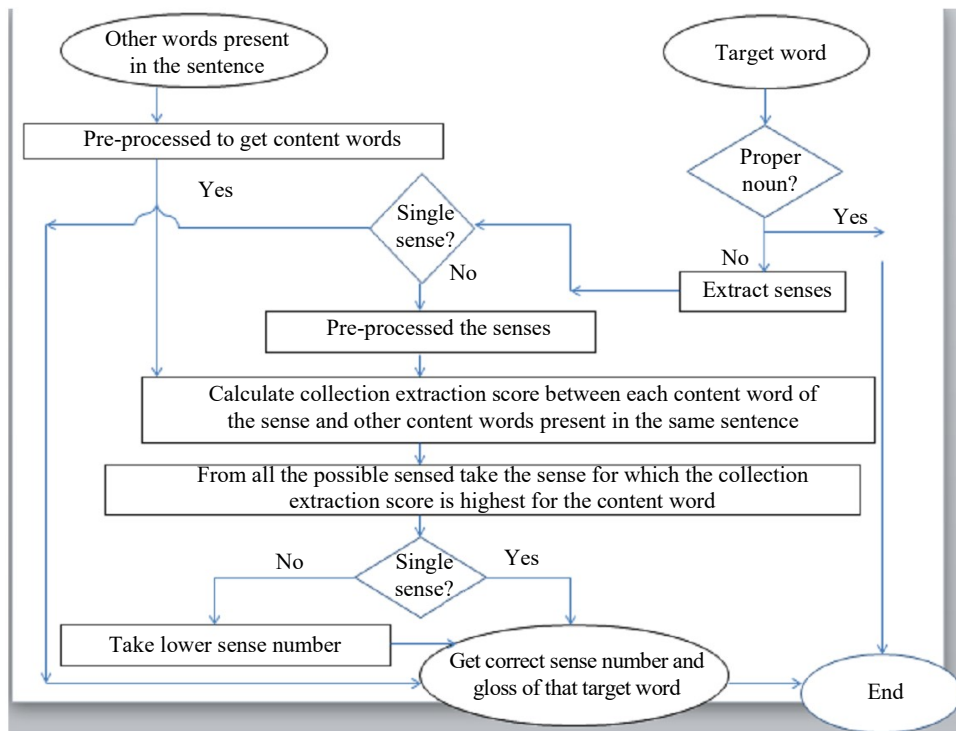 Other words present
in the sentence
Target word
Pre-processed to get content words
Proper
noun?
Yes
Single
sense?
Yes
No
No
Extract senses
Pre-processed the senses
Calculate collection extraction score between each content word of
the sense and other content words present in the same sentence
From all the possible sensed take the sense for which the collection
extraction score is highest for the content word
No
Single
sense?
Yes
Take lower sense number
Get correct sense number and
gloss of that target word
End